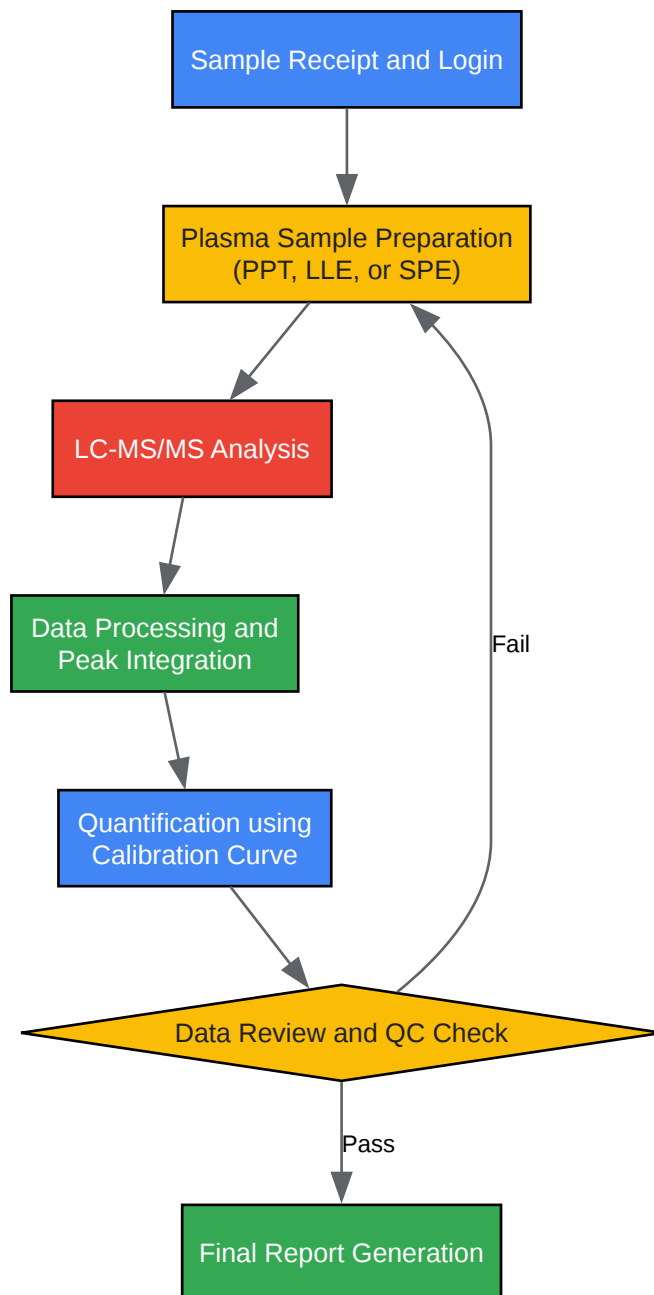 Sample Receipt and Login
Plasma Sample Preparation
(PPT, LLE, or SPE)
LC-MS/MS Analysis
Data Processing and
Peak Integration
Fail
Quantification using
Calibration Curve
Data Review and QC Check
Pass
Final Report Generation